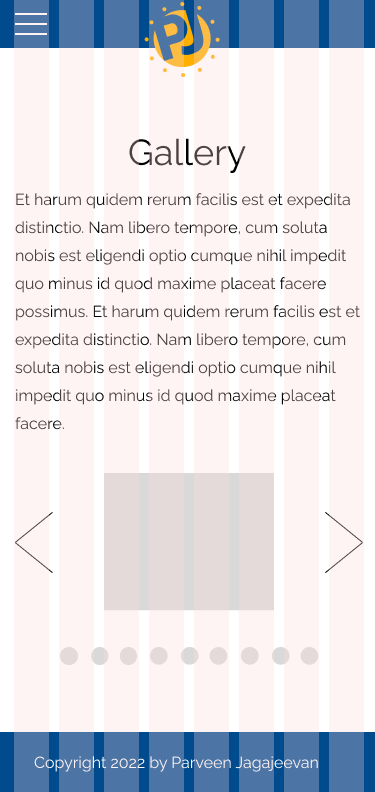 PJ
Gallery
Et harum quidem rerum facilis est et expedita
distinctio. Nam libero tempore, cum soluta
nobis est eligendi optio cumque nihil impedit
quo minus id quod maxime placeat facere
possimus. Et harum quidem rerum facilis est et
expedita distinctio. Nam libero tempore, cum
soluta nobis est eligendi optio cumque nihil
impedit quo minus id quod maxime placeat
facere.
Copyright 2022 by Parveen Jagajeevan